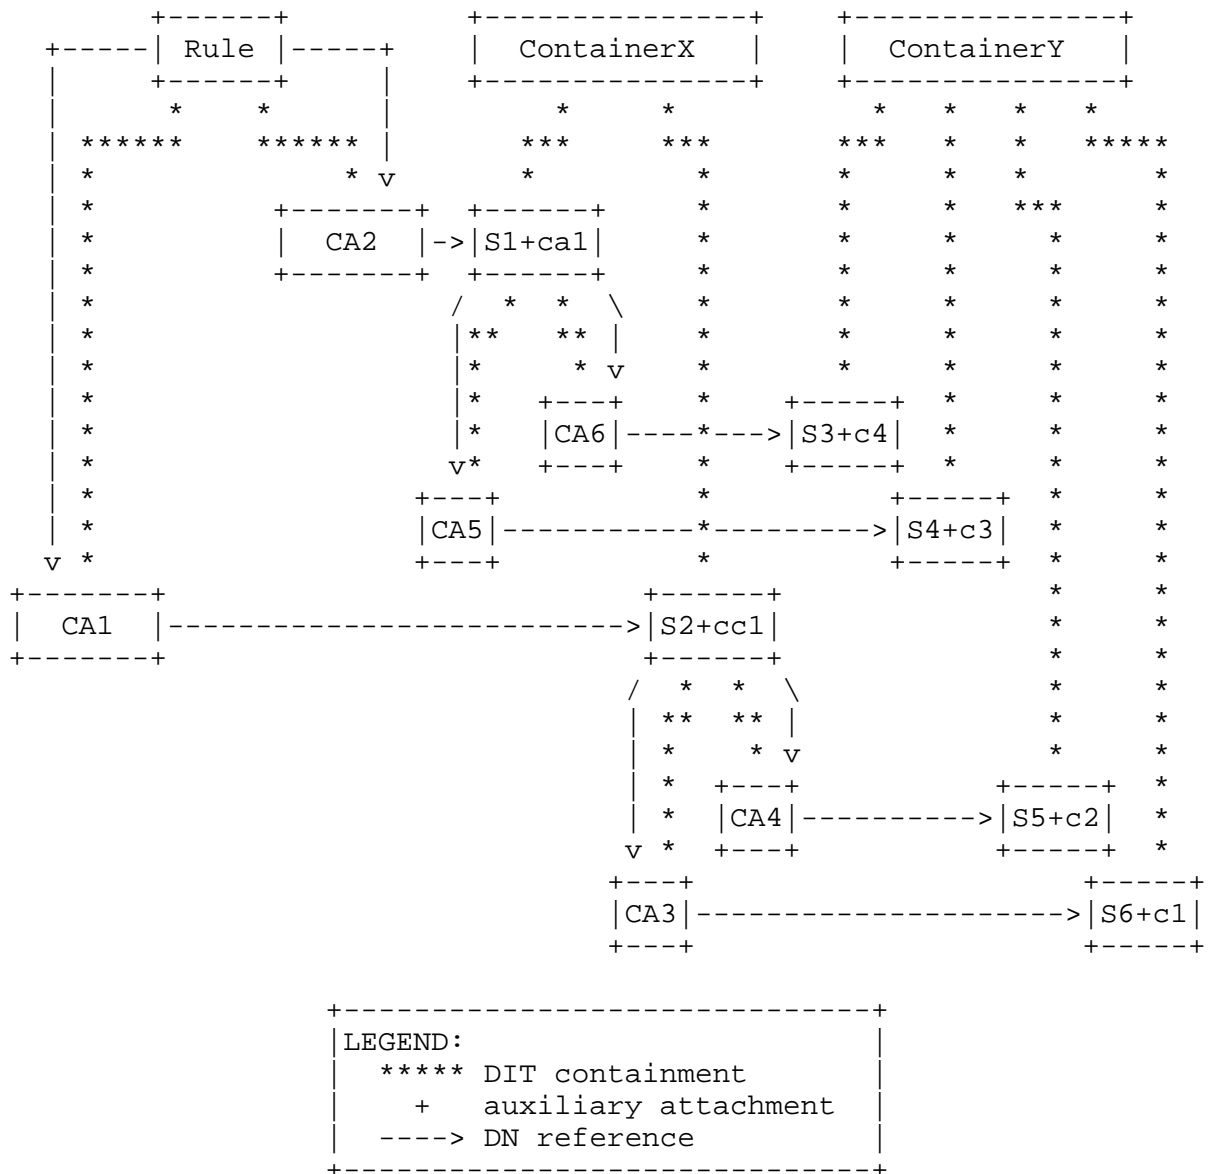 Rule ContainerX ContainerY
CA2 S1+ca1
CA6 S3+c4
CA5 S4+c3
CA1 S2+cc1
CA4 S5+c2
CA3 S6+c1
LEGEND:
***** DIT containment
+ auxiliary attachment
----> DN reference